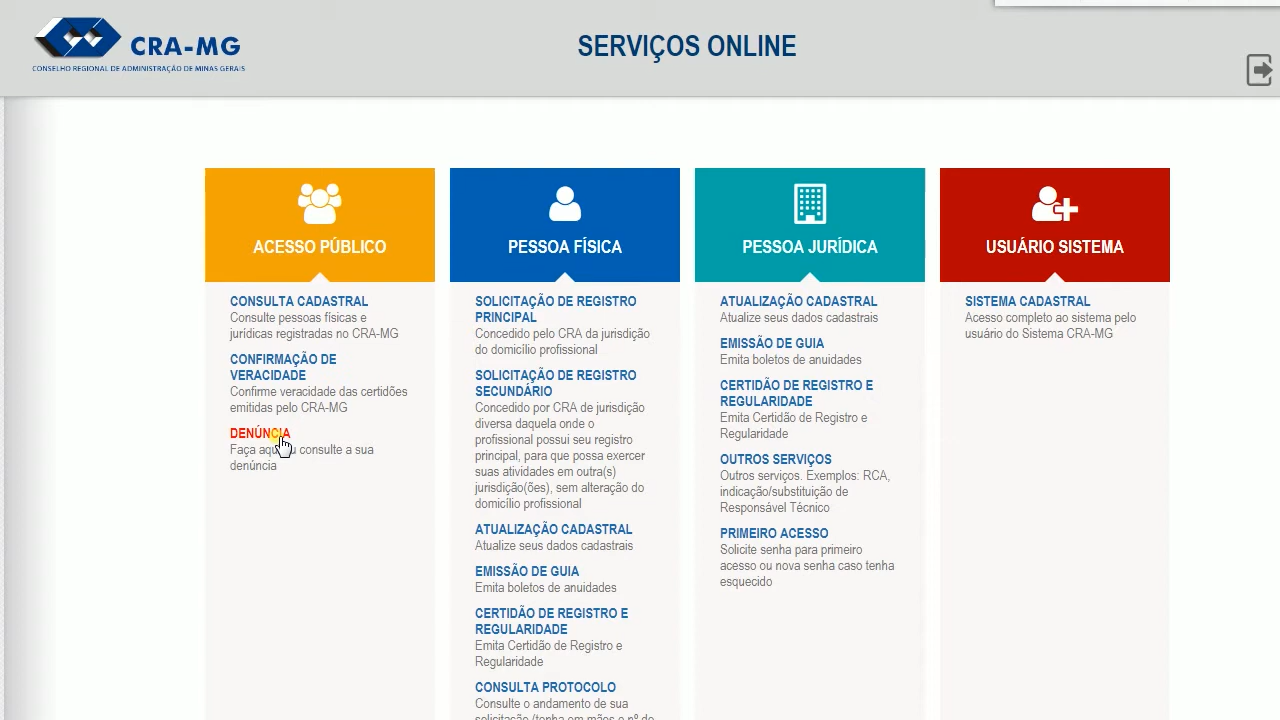 CRA-MG
CONSELHO REGIONAL DE ADMINISTRAÇÃO DE MINAS GERAIS
SERVIÇOS ONLINE
ACESSO PÚBLICO
CONSULTA CADASTRAL
Consulte pessoas físicas e
jurídicas registradas no CRA-MG
CONFIRMAÇÃO DE
VERACIDADE
Confirme veracidade das certidões
emitidas pelo CRA-MG
DENÚNCIA
Faça aqui consulte a sua
denúncia
PESSOA FÍSICA
SOLICITAÇÃO DE REGISTRO
PRINCIPAL
Concedido pelo CRA da jurisdição
do domicílio profissional
SOLICITAÇÃO DE REGISTRO
SECUNDÁRIO
Concedido por CRA de jurisdição
diversa daquela onde o
profissional possui seu registro
principal, para que possa exercer
suas atividades em outra(s)
jurisdição(ões), sem alteração do
domicílio profissional
ATUALIZAÇÃO CADASTRAL
Atualize seus dados cadastrais
EMISSÃO DE GUIA
Emita boletos de anuidades
CERTIDÃO DE REGISTRO E
REGULARIDADE
Emita Certidão de Registro e
Regularidade
CONSULTA PROTOCOLO
Consulte o andamento de sua
solicitação (tenha em mãos o nº do
PESSOA JURÍDICA
ATUALIZAÇÃO CADASTRAL
Atualize seus dados cadastrais
EMISSÃO DE GUIA
Emita boletos de anuidades
CERTIDÃO DE REGISTRO E
REGULARIDADE
Emita Certidão de Registro e
Regularidade
OUTROS SERVIÇOS
Outros serviços. Exemplos: RCA,
indicação/substituição de
Responsável Técnico
PRIMEIRO ACESSO
Solicite senha para primeiro
acesso ou nova senha caso tenha
esquecido
USUÁRIO SISTEMA
SISTEMA CADASTRAL
Acesso completo ao sistema pelo
usuário do Sistema CRA-MG